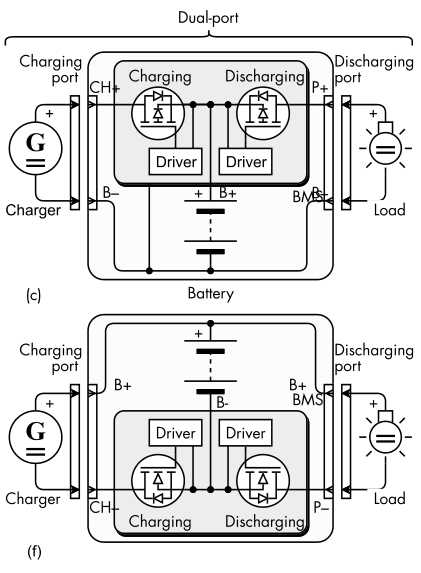 Dual-port
Charging
port
Discharging
port
CH+
Charging
Discharging
P+
+
G
+
Driver
Driver
B–
+
B+
BMS
B–
Charger
Load
(c)
Battery
Charging
port
Discharging
port
+
B+
B+
BMS
+
B-
+
G
Driver
Driver
Charger
CH–
Charging
Discharging
P–
Load
(f)